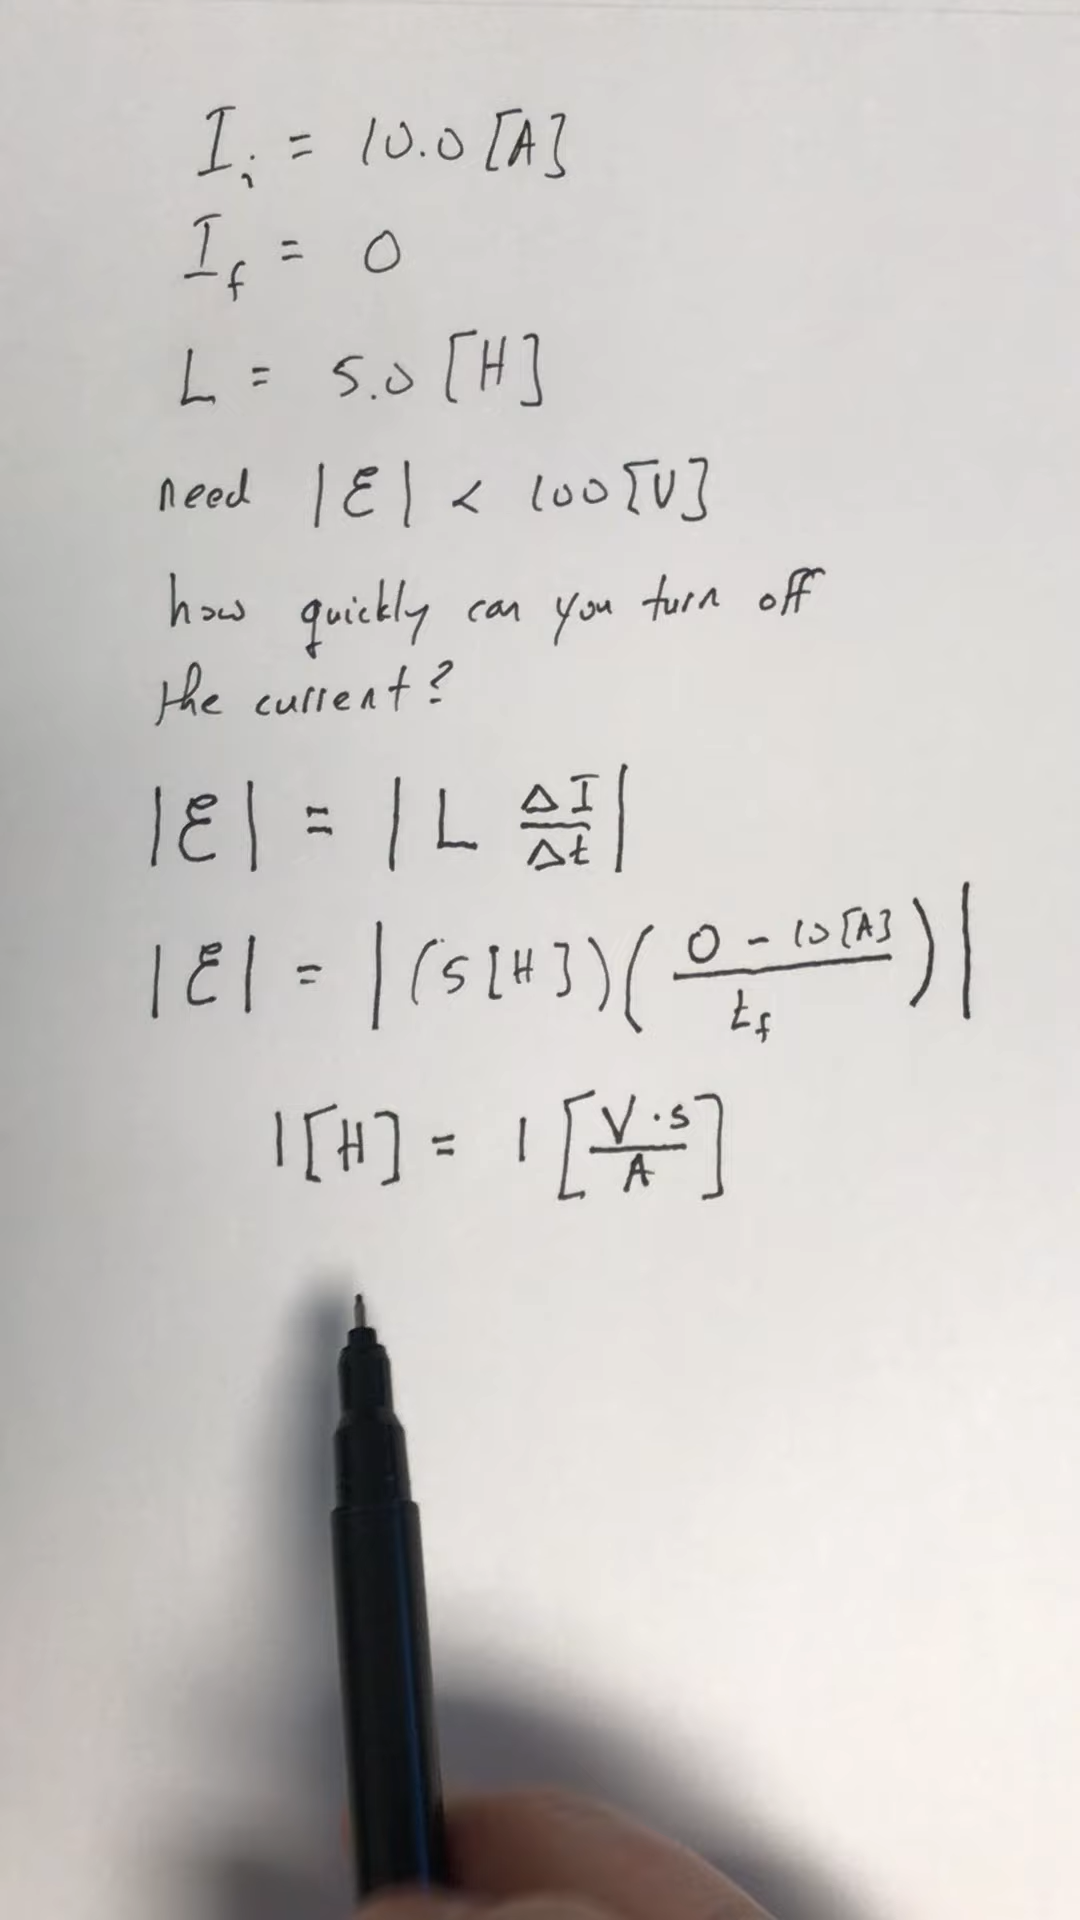 I_i = 10.0 [A]
I_f = 0
L = 5.0 [H]
need |ℰ| < 100 [V]
how quickly can you turn off
the current?
|ℰ| = |L ΔI/Δt|
|ℰ| = |(5[H])(0 - 10[A]/t_f)|
1[H] = 1[V·s/A]